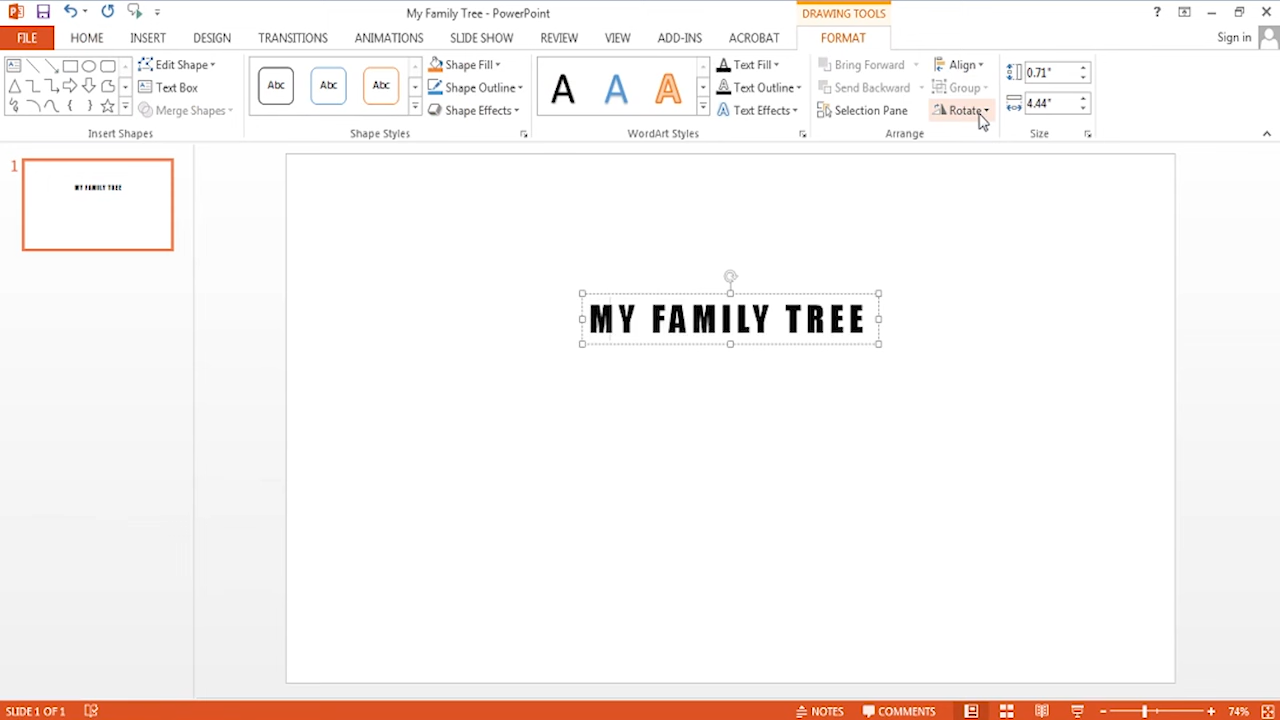 My Family Tree - PowerPoint
DRAWING TOOLS
?
FILE
HOME
INSERT
DESIGN
TRANSITIONS
ANIMATIONS
SLIDE SHOW
REVIEW
VIEW
ADD-INS
ACROBAT
FORMAT
Sign in
Edit Shape
Text Box
Merge Shapes
Insert Shapes
Abc
Abc
Abc
Shape Fill
Shape Outline
Shape Effects
Shape Styles
A
A
A
Text Fill
Text Outline
Text Effects
WordArt Styles
Bring Forward
Send Backward
Selection Pane
Align
Group
Rotate
Arrange
0.71"
4.44"
Size
1
MY FAMILY TREE
MY FAMILY TREE
SLIDE 1 OF 1
NOTES
COMMENTS
74%